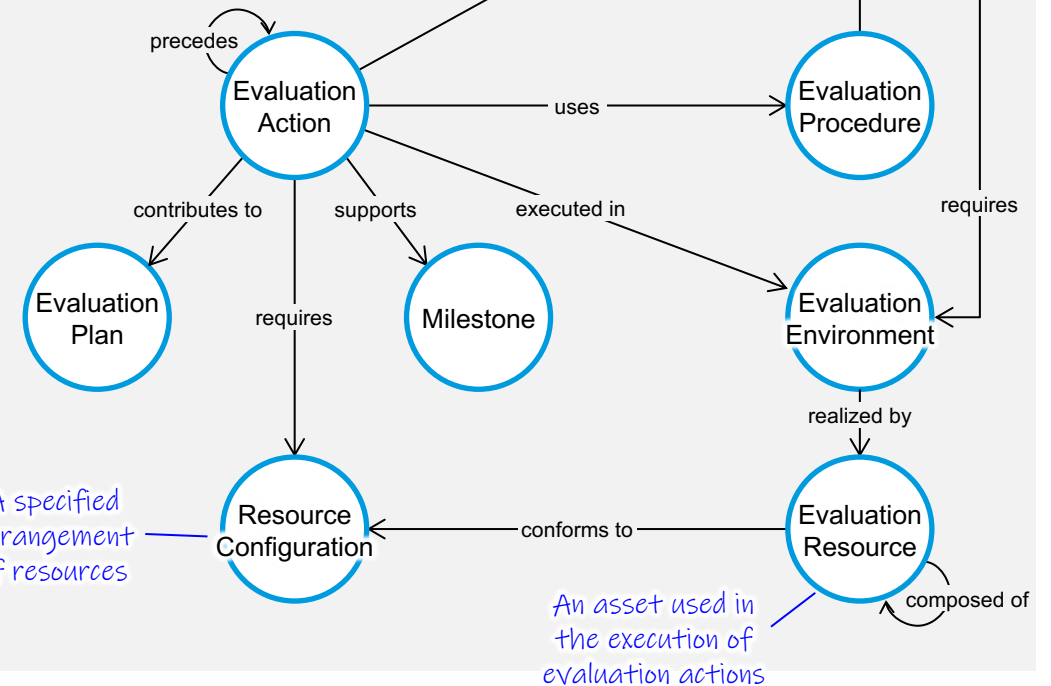 precedes
Evaluation
Action
uses
Evaluation
Procedure
contributes to
supports
executed in
requires
Evaluation
Plan
requires
Milestone
Evaluation
Environment
realized by
A specified
rangement
f resources
Resource
Configuration
conforms to
Evaluation
Resource
composed of
An asset used in
the execution of
evaluation actions